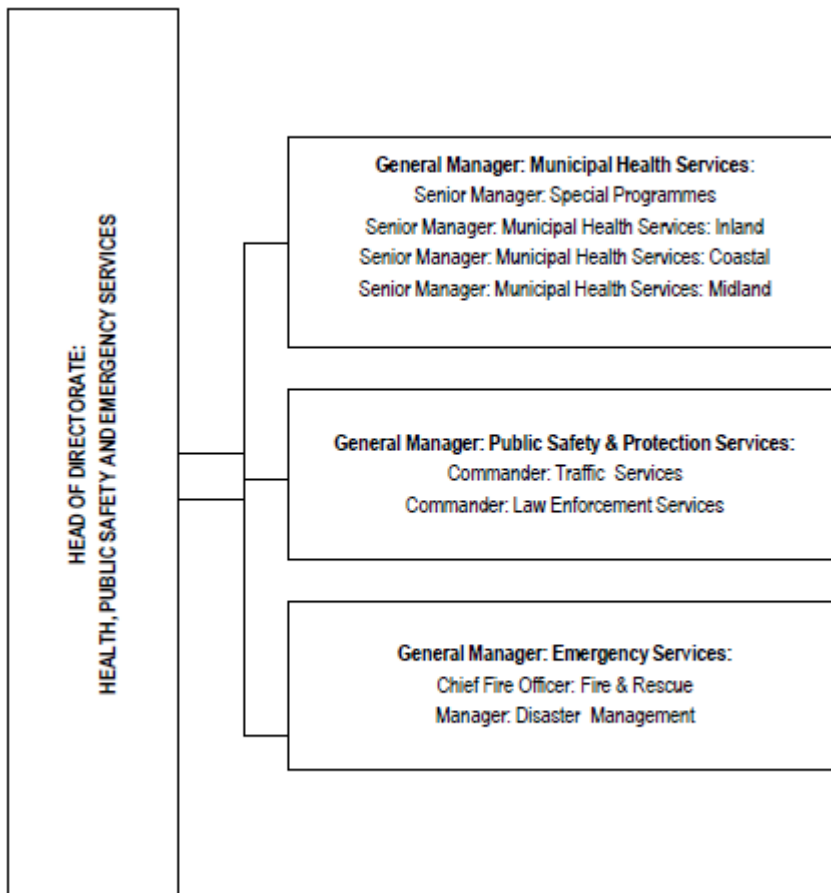 HEAD OF DIRECTORATE:
HEALTH, PUBLIC SAFETY AND EMERGENCY SERVICES
General Manager: Municipal Health Services:
Senior Manager: Special Programmes
Senior Manager: Municipal Health Services: Inland
Senior Manager: Municipal Health Services: Coastal
Senior Manager: Municipal Health Services: Midland
General Manager: Public Safety & Protection Services:
Commander: Traffic Services
Commander: Law Enforcement Services
General Manager: Emergency Services:
Chief Fire Officer: Fire & Rescue
Manager: Disaster Management